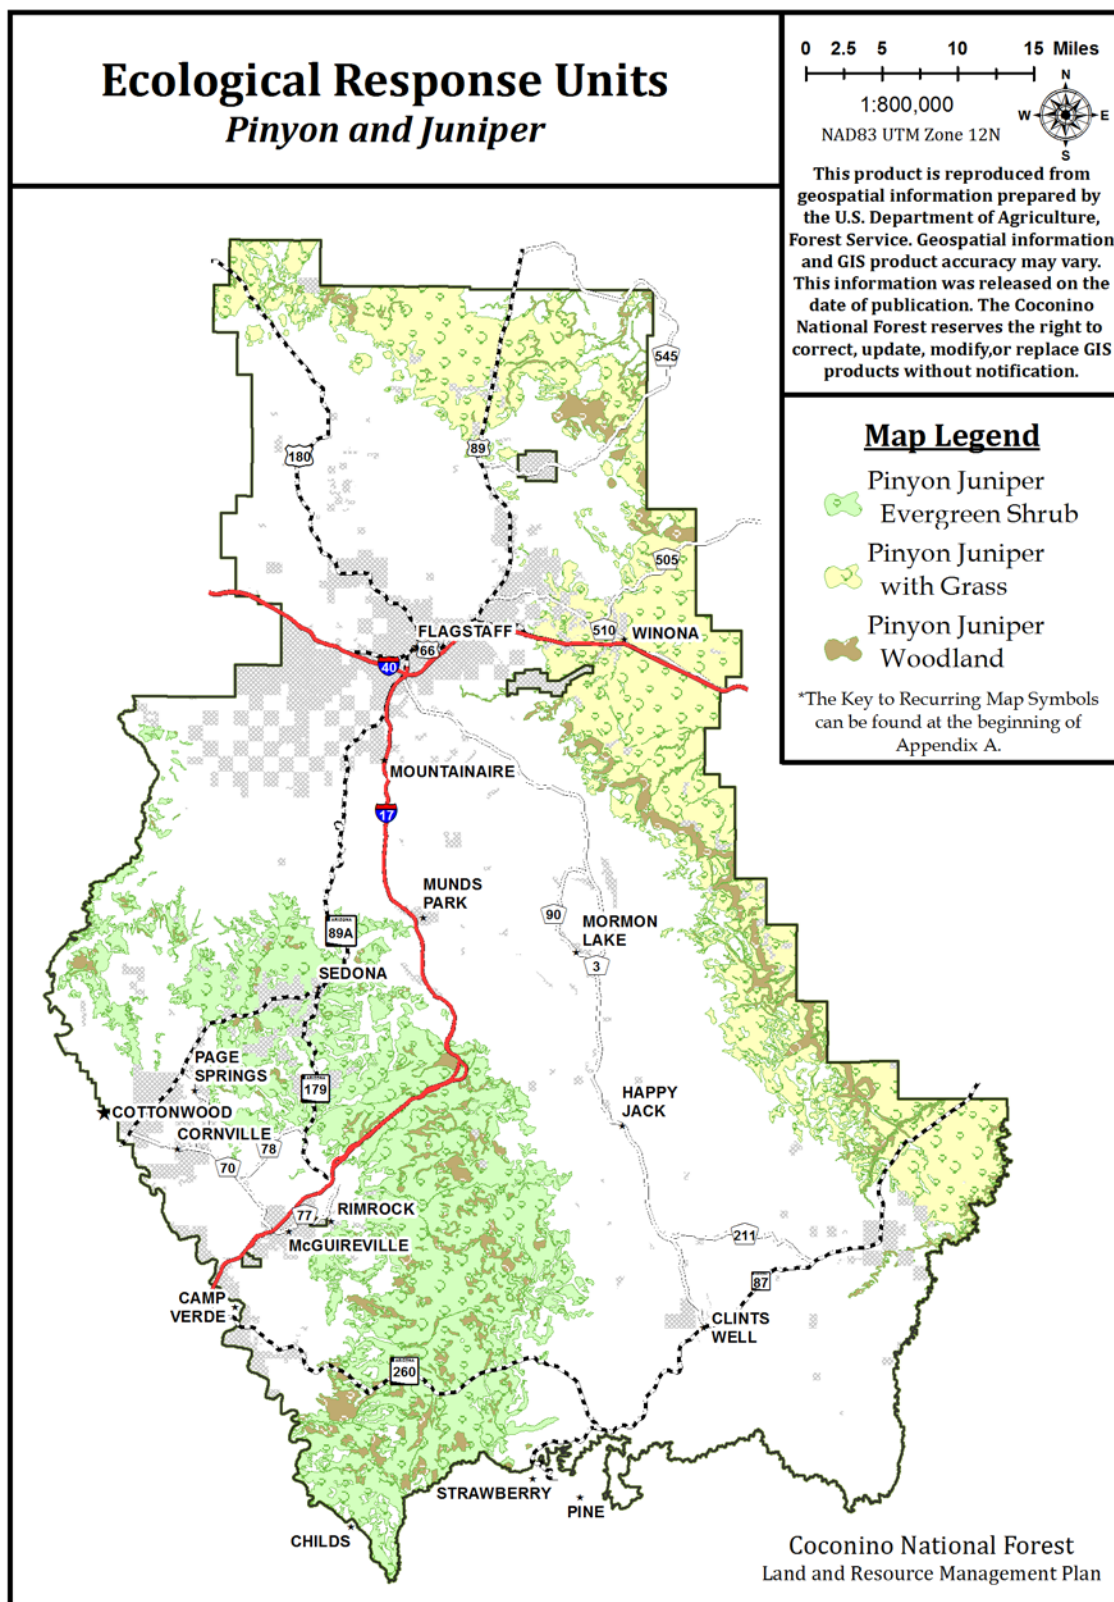 Ecological Response Units
Pinyon and Juniper
0 2.5 5 10 15 Miles
1:800,000
NAD83 UTM Zone 12N
N
W E
S
This product is reproduced from
geospatial information prepared by
the U.S. Department of Agriculture,
Forest Service. Geospatial information
and GIS product accuracy may vary.
This information was released on the
date of publication. The Coconino
National Forest reserves the right to
correct, update, modify,or replace GIS
products without notification.
Map Legend
Pinyon Juniper
Evergreen Shrub
Pinyon Juniper
with Grass
Pinyon Juniper
Woodland
*The Key to Recurring Map Symbols
can be found at the beginning of
Appendix A.
545
180
89
505
FLAGSTAFF
510
WINONA
66
40
MOUNTAINAIRE
17
MUNDS
PARK
90
MORMON
LAKE
ARIZONA
89A
3
SEDONA
PAGE
SPRINGS
ARIZONA
179
COTTONWOOD
HAPPY
JACK
CORNVILLE
78
70
77
RIMROCK
McGUIREVILLE
211
87
CAMP
VERDE
CLINTS
WELL
ARIZONA
260
STRAWBERRY
PINE
CHILDS
Coconino National Forest
Land and Resource Management Plan